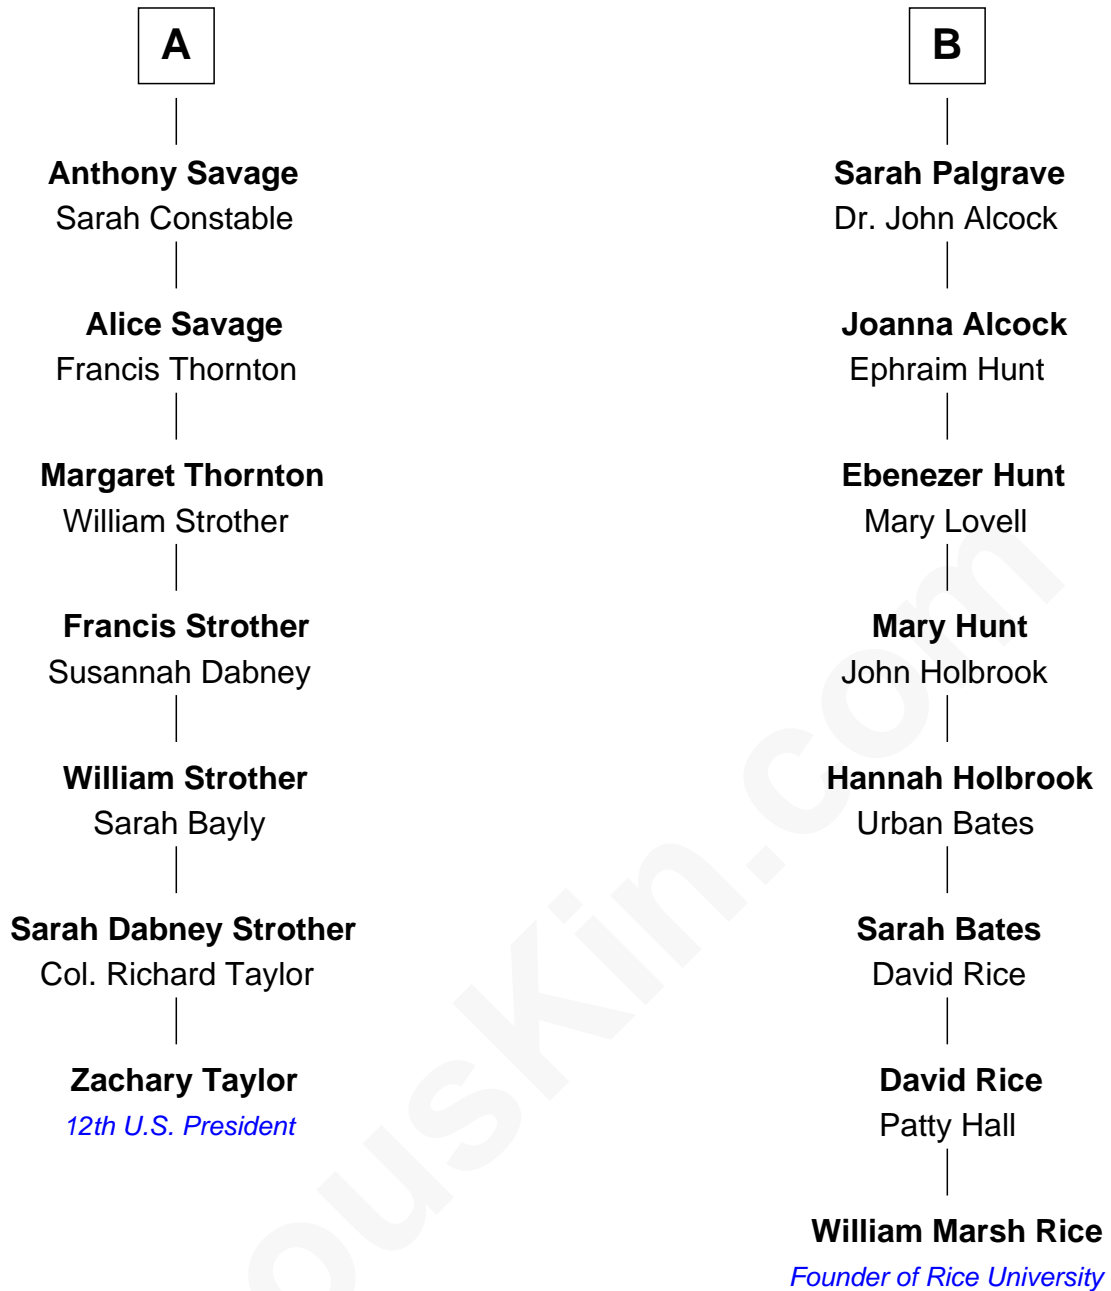 A
Anthony Savage
Sarah Constable
Alice Savage
Francis Thornton
Margaret Thornton
William Strother
Francis Strother
Susannah Dabney
William Strother
Sarah Bayly
Sarah Dabney Strother
Col. Richard Taylor
Zachary Taylor
12th U.S. President
B
Sarah Palgrave
Dr. John Alcock
Joanna Alcock
Ephraim Hunt
Ebenezer Hunt
Mary Lovell
Mary Hunt
John Holbrook
Hannah Holbrook
Urban Bates
Sarah Bates
David Rice
David Rice
Patty Hall
William Marsh Rice
Founder of Rice University
ousKin.com